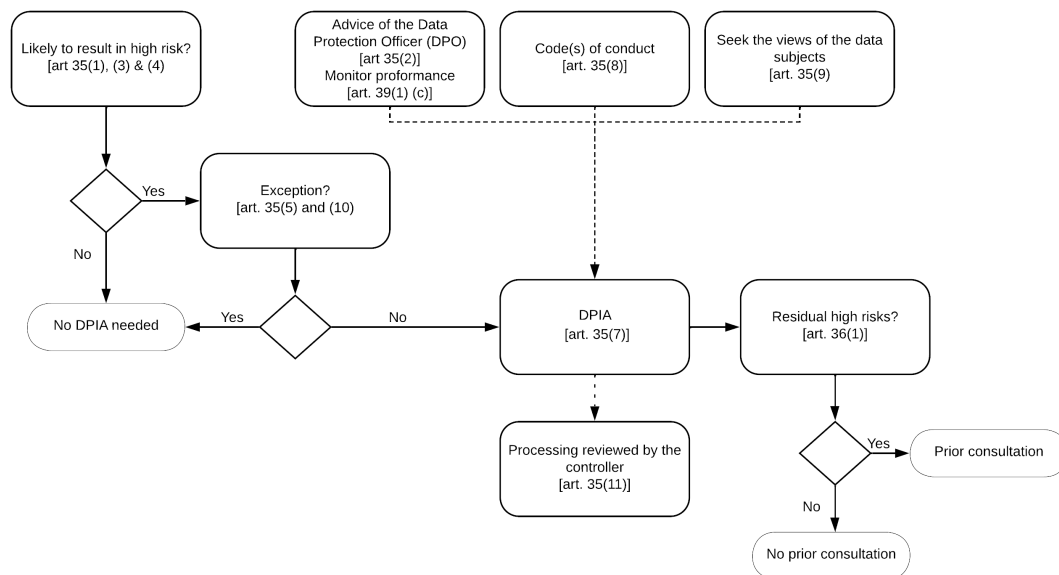 Likely to result in high risk?
[art 35(1), (3) & (4)]
Advice of the Data
Protection Officer (DPO)
[art 35(2)]
Monitor proformance
[art. 39(1) (c)]
Code(s) of conduct
[art. 35(8)]
Seek the views of the data
subjects
[art. 35(9)
Yes
Exception?
[art. 35(5) and (10)
No
No DPIA needed
Yes
No
DPIA
[art. 35(7)]
Residual high risks?
[art. 36(1)]
Processing reviewed by the
controller
[art. 35(11)]
Yes
Prior consultation
No
No prior consultation